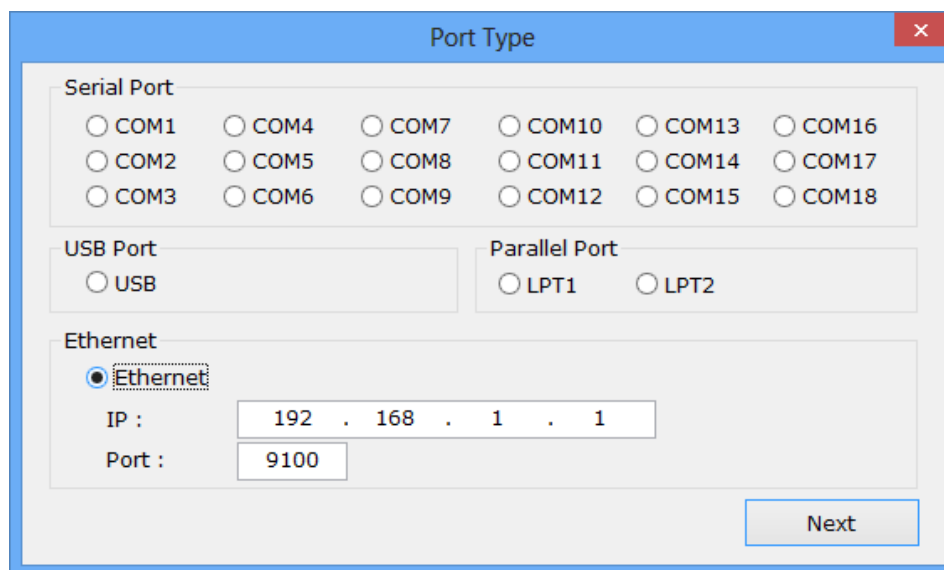 Port Type
Serial Port
COM1 COM4 COM7 COM10 COM13 COM16
COM2 COM5 COM8 COM11 COM14 COM17
COM3 COM6 COM9 COM12 COM15 COM18
USB Port Parallel Port
USB LPT1 LPT2
Ethernet
Ethernet
IP : 192 . 168 . 1 . 1
Port : 9100
Next